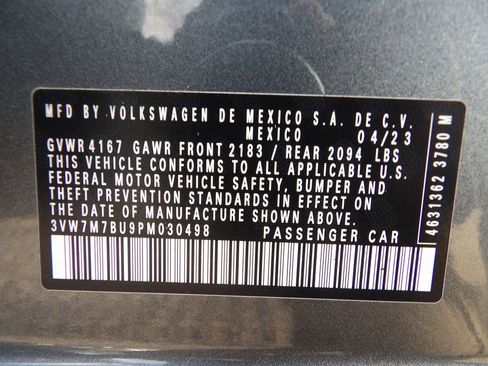 MFD BY VOLKSWAGEN DE MEXICO S.A. DE C.V.
MEXICO 04/23
GVWR 4167 GAWR FRONT 2183 / REAR 2094 LBS
THIS VEHICLE CONFORMS TO ALL APPLICABLE U.S.
FEDERAL MOTOR VEHICLE SAFETY, BUMPER AND
THEFT PREVENTION STANDARDS IN EFFECT ON
THE DATE OF MANUFACTURE SHOWN ABOVE
3VW7M7BU9PM030498 PASSENGER CAR
4631362 3780 M